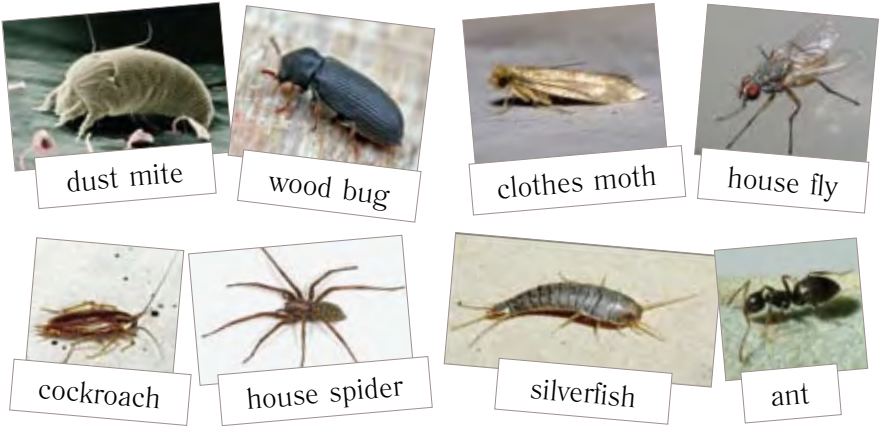 dust mite
wood bug
clothes moth
house fly
cockroach
house spider
silverfish
ant